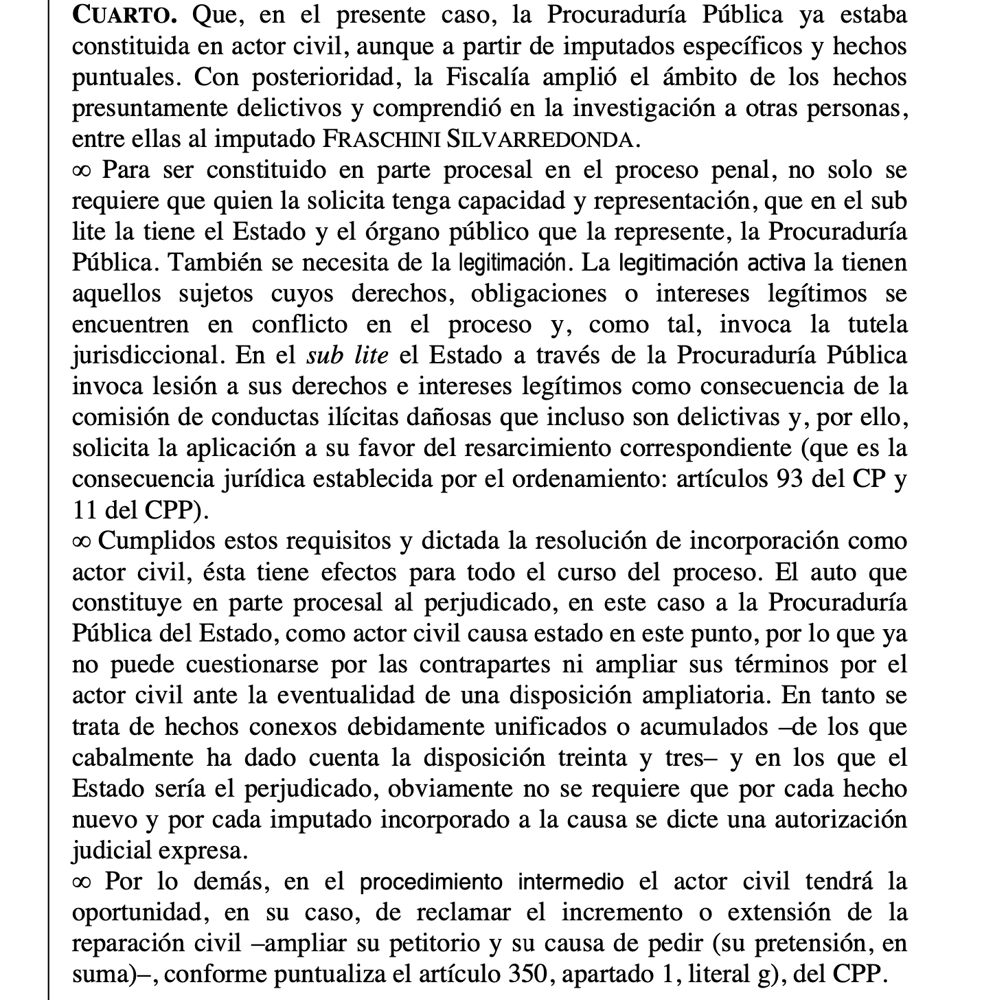 CUARTO. Que, en el presente caso, la Procuraduría Pública ya estaba
constituida en actor civil, aunque a partir de imputados específicos y hechos
puntuales. Con posterioridad, la Fiscalía amplió el ámbito de los hechos
presuntamente delictivos y comprendió en la investigación a otras personas,
entre ellas al imputado FRASCHINI SILVARREDONDA.
∞ Para ser constituido en parte procesal en el proceso penal, no solo se
requiere que quien la solicita tenga capacidad y representación, que en el sub
lite la tiene el Estado y el órgano público que la represente, la Procuraduría
Pública. También se necesita de la legitimación. La legitimación activa la tienen
aquellos sujetos cuyos derechos, obligaciones o intereses legítimos se
encuentren en conflicto en el proceso y, como tal, invoca la tutela
jurisdiccional. En el sub lite el Estado a través de la Procuraduría Pública
invoca lesión a sus derechos e intereses legítimos como consecuencia de la
comisión de conductas ilícitas dañosas que incluso son delictivas y, por ello,
solicita la aplicación a su favor del resarcimiento correspondiente (que es la
consecuencia jurídica establecida por el ordenamiento: artículos 93 del CP y
11 del CPP).
∞ Cumplidos estos requisitos y dictada la resolución de incorporación como
actor civil, ésta tiene efectos para todo el curso del proceso. El auto que
constituye en parte procesal al perjudicado, en este caso a la Procuraduría
Pública del Estado, como actor civil causa estado en este punto, por lo que ya
no puede cuestionarse por las contrapartes ni ampliar sus términos por el
actor civil ante la eventualidad de una disposición ampliatoria. En tanto se
trata de hechos conexos debidamente unificados o acumulados –de los que
cabalmente ha dado cuenta la disposición treinta y tres– y en los que el
Estado sería el perjudicado, obviamente no se requiere que por cada hecho
nuevo y por cada imputado incorporado a la causa se dicte una autorización
judicial expresa.
∞ Por lo demás, en el procedimiento intermedio el actor civil tendrá la
oportunidad, en su caso, de reclamar el incremento o extensión de la
reparación civil –ampliar su petitorio y su causa de pedir (su pretensión, en
suma)–, conforme puntualiza el artículo 350, apartado 1, literal g), del CPP.